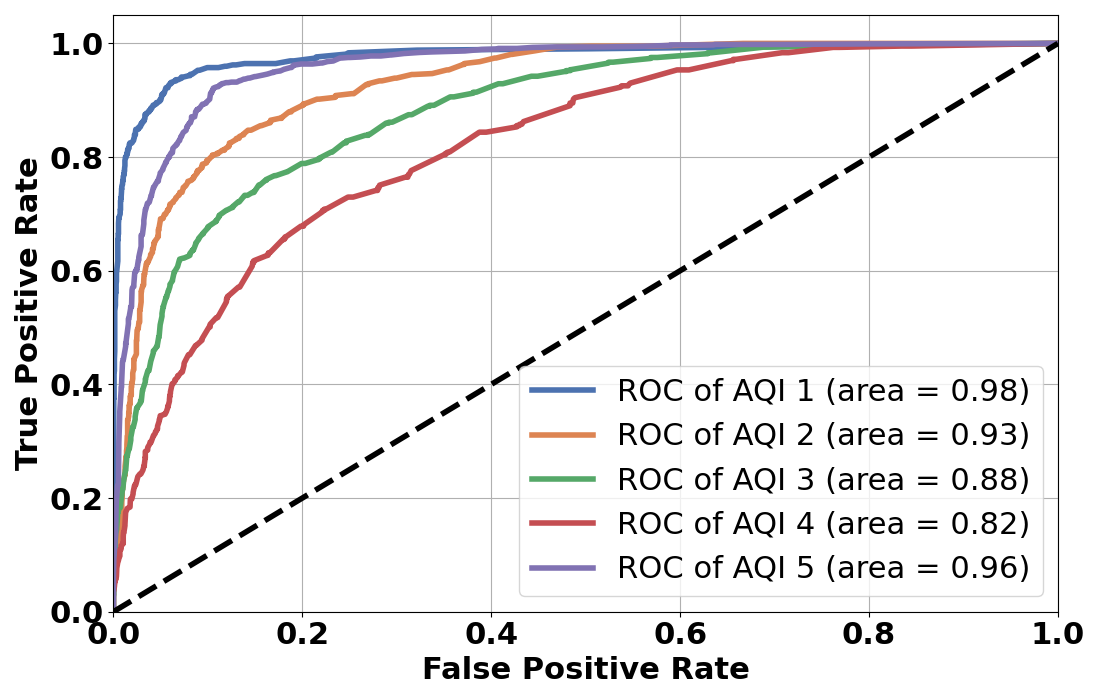 1.0
0.8
0.6
0.4
0.2
0.0
True Positive Rate
ROC of AQI 1 (area = 0.98)
ROC of AQI 2 (area = 0.93)
ROC of AQI 3 (area = 0.88)
ROC of AQI 4 (area = 0.82)
ROC of AQI 5 (area = 0.96)
0.0 0.2 0.4 0.6 0.8 1.0
False Positive Rate